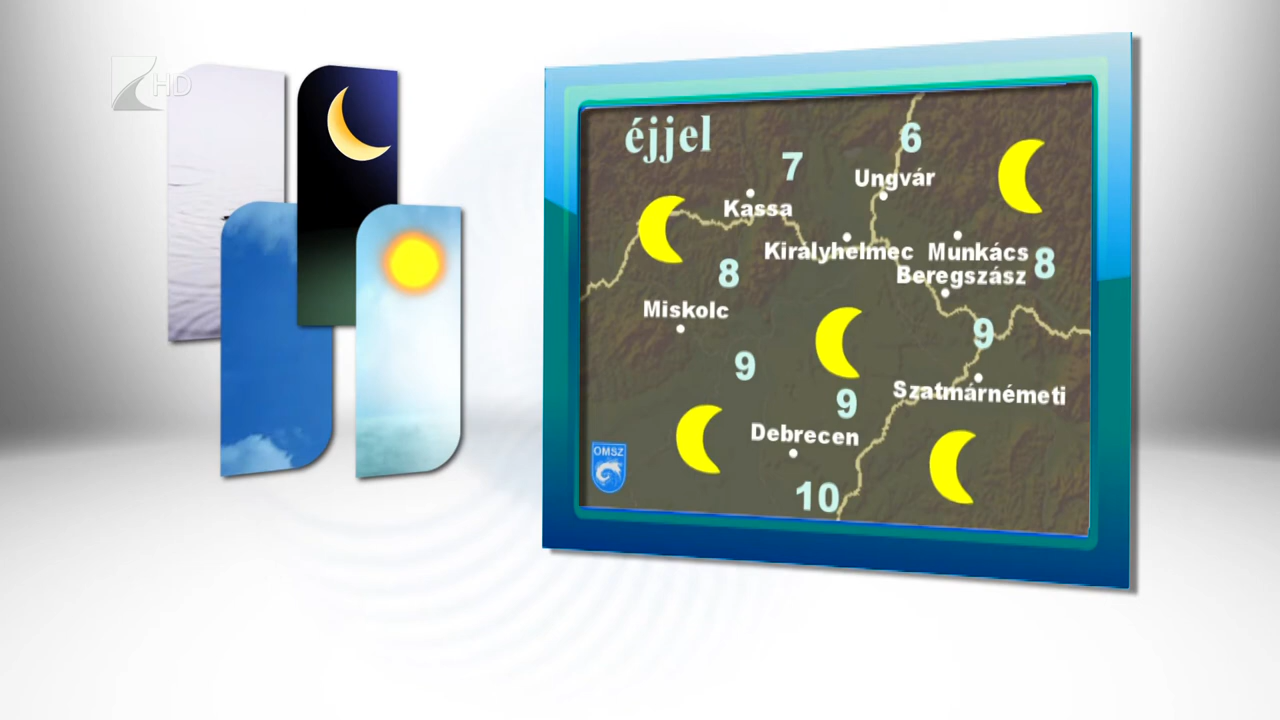 HD
éjjel
6
7
Ungvár
Kassa
Királyhelmec
Munkács
8
Beregszász
8
Miskolc
9
9
Szatmárnémeti
9
Debrecen
OMSZ
10